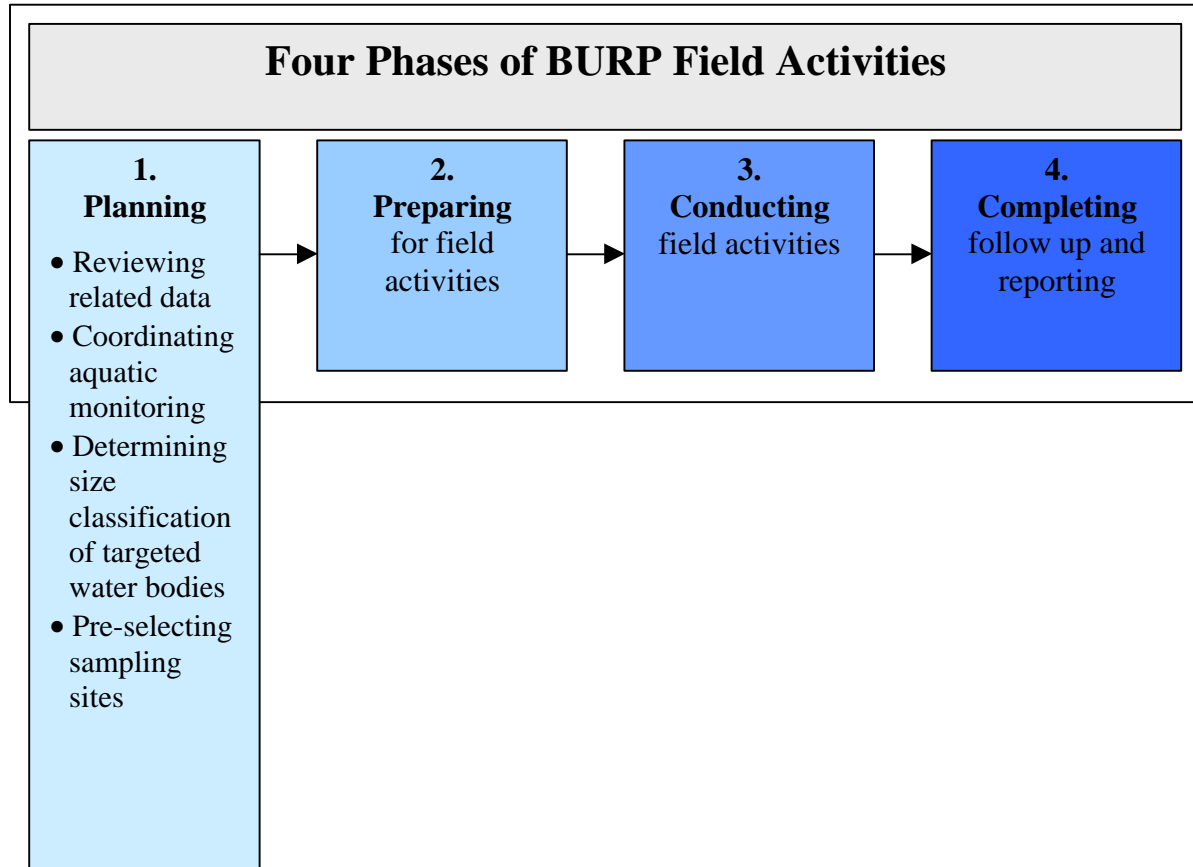 Four Phases of BURP Field Activities
1.
Planning
• Reviewing
related data
• Coordinating
aquatic
monitoring
• Determining
size
classification
of targeted
water bodies
• Pre-selecting
sampling
sites
2.
Preparing
for field
activities
3.
Conducting
field activities
4.
Completing
follow up and
reporting